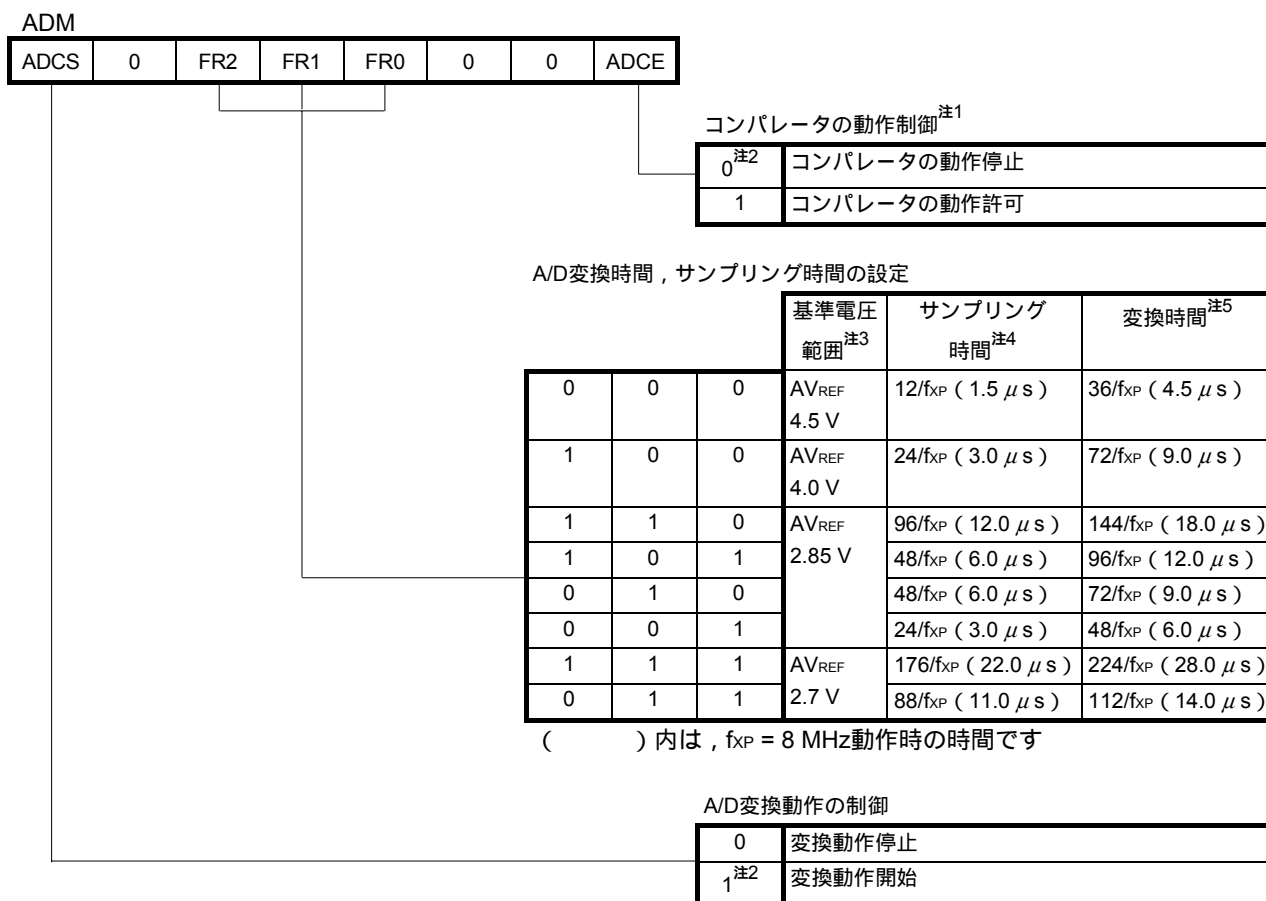 ADM
ADCS 0 FR2 FR1 FR0 0 0 ADCE
コンパレータの動作制御注1
0注2 コンパレータの動作停止
1 コンパレータの動作許可
A/D変換時間，サンプリング時間の設定
基準電圧 サンプリング 変換時間注5
範囲注3 時間注4
0 0 0 AVREF 12/fXP（1.5 μs） 36/fXP（4.5 μs）
4.5 V
1 0 0 AVREF 24/fXP（3.0 μs） 72/fXP（9.0 μs）
4.0 V
1 1 0 AVREF 96/fXP（12.0 μs） 144/fXP（18.0 μs）
1 0 1 2.85 V 48/fXP（6.0 μs） 96/fXP（12.0 μs）
0 1 0 48/fXP（6.0 μs） 72/fXP（9.0 μs）
0 0 1 24/fXP（3.0 μs） 48/fXP（6.0 μs）
1 1 1 AVREF 176/fXP（22.0 μs） 224/fXP（28.0 μs）
0 1 1 2.7 V 88/fXP（11.0 μs） 112/fXP（14.0 μs）
（　　　）内は，fXP = 8 MHz動作時の時間です
A/D変換動作の制御
0 変換動作停止
1注2 変換動作開始